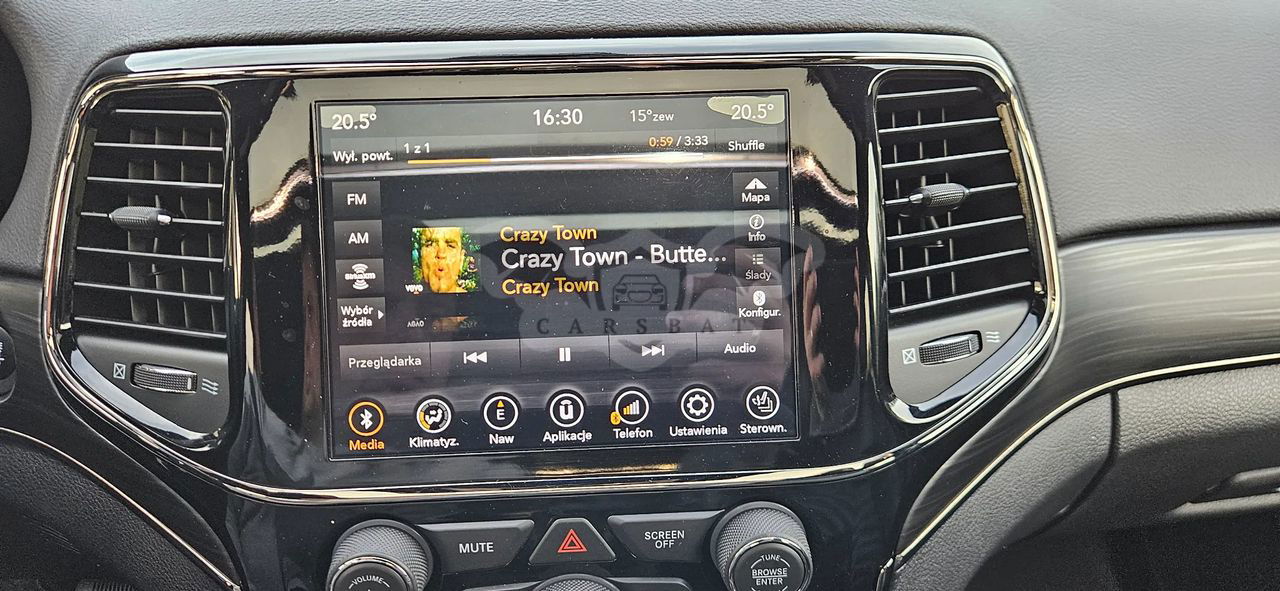 20.5°
16:30
15°zew
20.5°
Wył. powt.
1 z 1
0:59 / 3:33
Shuffle
FM
AM
Wybór
źródła
vevo
Crazy Town
Crazy Town - Butte...
Crazy Town
Mapa
Info
Ślady
Konfigur.
CARSBAT
Przeglądarka
Audio
Media
Klimatyz.
E
Naw
Aplikacje
Telefon
Ustawienia
Sterown.
MUTE
SCREEN
OFF
VOLUME
TUNE
BROWSE
ENTER